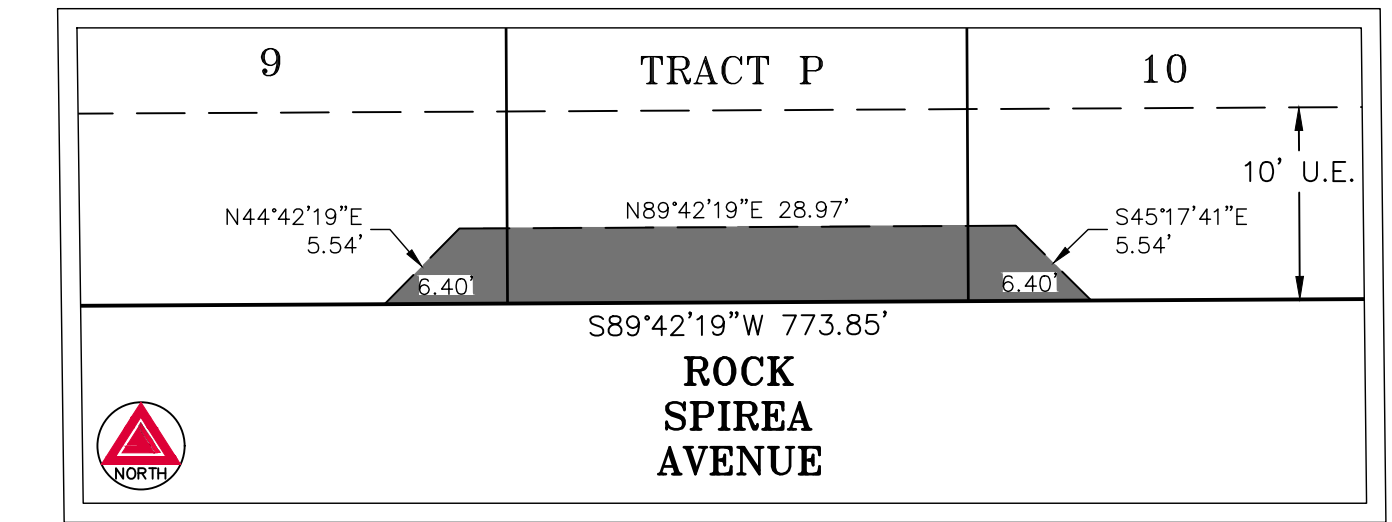 9
TRACT P
10
10' U.E.
N44°42'19"E
5.54'
N89°42'19"E 28.97'
S45°17'41"E
5.54'
6.40'
6.40'
S89°42'19"W 773.85'
ROCK
SPIREA
AVENUE
NORTH